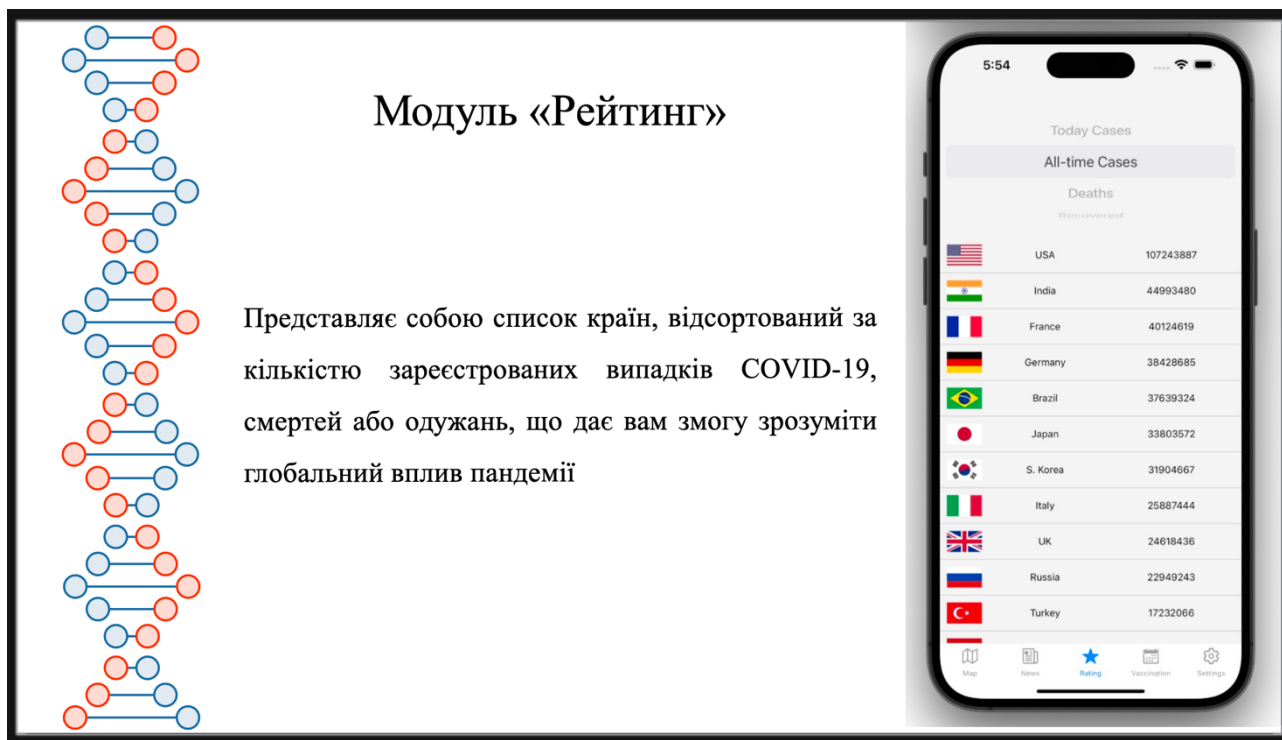 Модуль «Рейтинг»
Представляє собою список країн, відсортований за
кількістю зареєстрованих випадків COVID-19,
смертей або одужань, що дає вам змогу зрозуміти
глобальний вплив пандемії
5:54
Today Cases
All-time Cases
Deaths
Recovered
USA 107243887
India 44993480
France 40124619
Germany 38428685
Brazil 37639324
Japan 33803572
S. Korea 31904667
Italy 25887444
UK 24618436
Russia 22949243
Turkey 17232066
Map News Rating Vaccination Settings